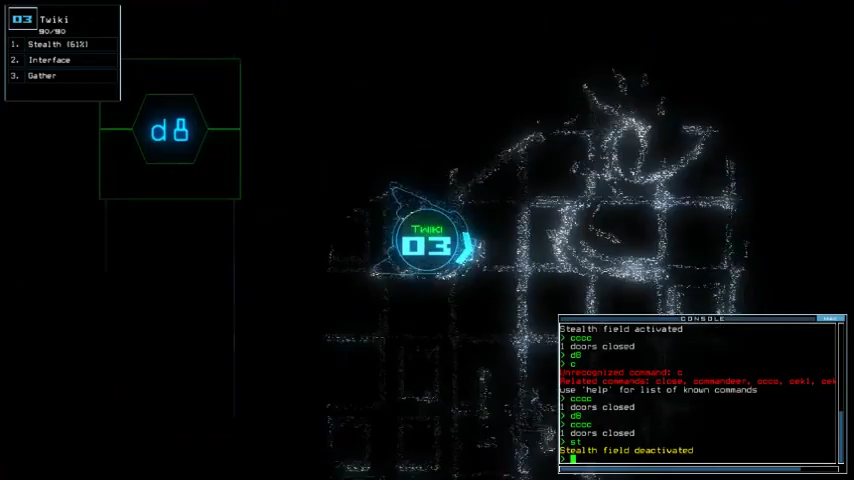 03 Twiki
90/90
1. Stealth (61%)
2. Interface
3. Gather
d8
TWIKI
03
CONSOLE
Stealth field activated
> cccc
1 doors closed
> d8
> c
Unrecognized command: c
Related commands: close, commandeer, cccc, cekl, cek
Use 'help' for list of known commands
> cccc
1 doors closed
> d8
> cccc
1 doors closed
> st
Stealth field deactivated
>